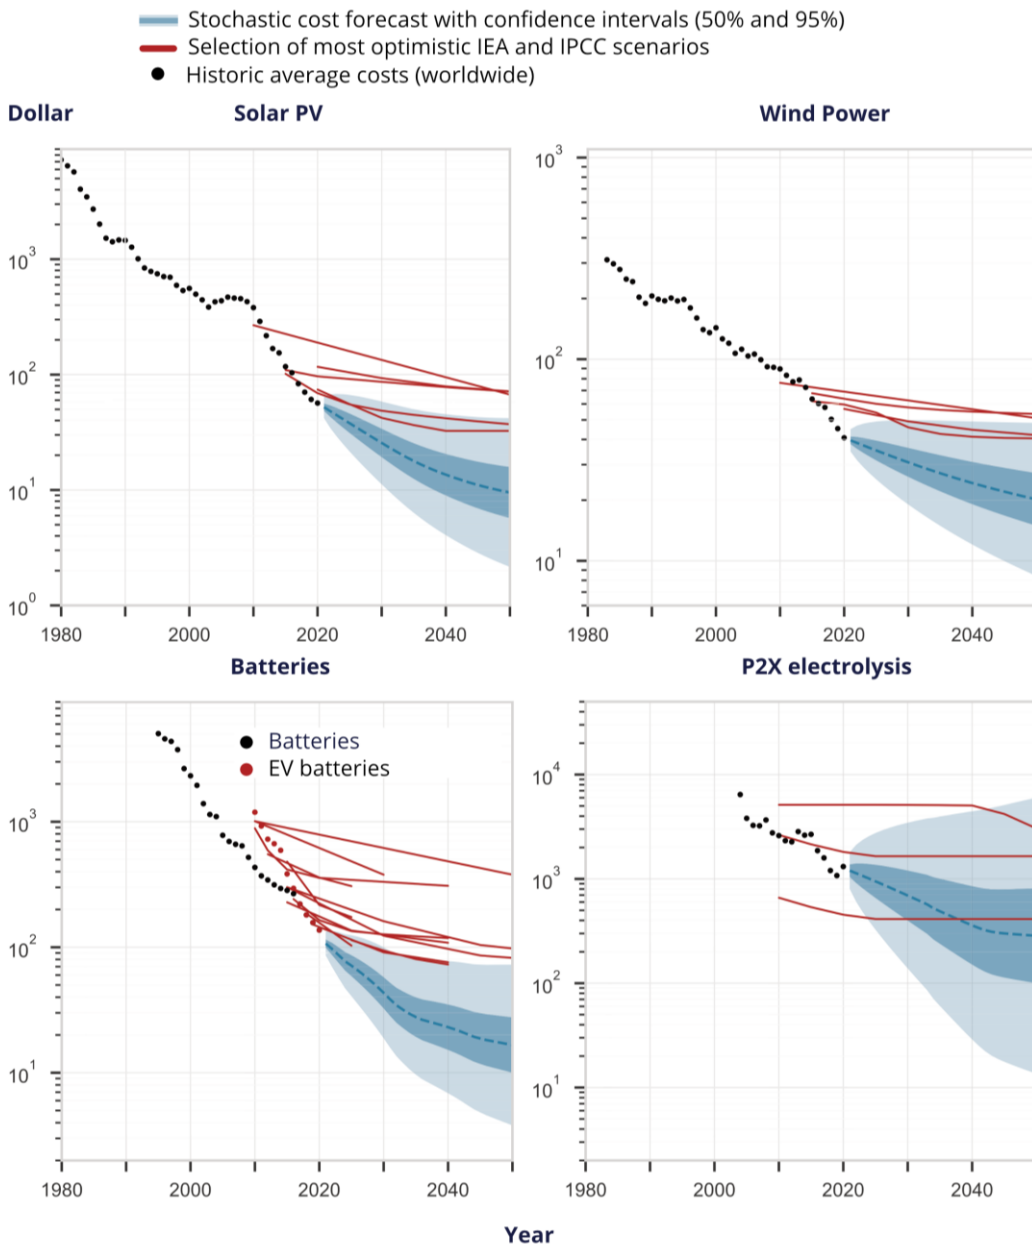 Stochastic cost forecast with confidence intervals (50% and 95%)
Selection of most optimistic IEA and IPCC scenarios
Historic average costs (worldwide)
Dollar
Solar PV
Wind Power
10³
10²
10¹
10⁰
1980 2000 2020 2040
10³
10²
10¹
1980 2000 2020 2040
Batteries
P2X electrolysis
Batteries
EV batteries
10³
10²
10¹
1980 2000 2020 2040
10⁴
10³
10²
10¹
1980 2000 2020 2040
Year